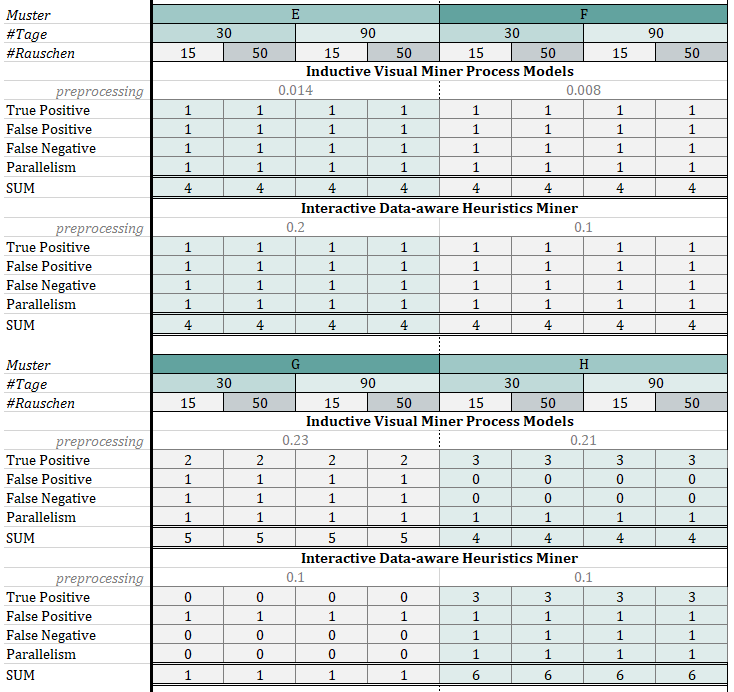 Muster E F
#Tage 30 90 30 90
#Rauschen 15 50 15 50 15 50 15 50
Inductive Visual Miner Process Models
preprocessing 0.014 0.008
True Positive 1 1 1 1 1 1 1 1
False Positive 1 1 1 1 1 1 1 1
False Negative 1 1 1 1 1 1 1 1
Parallelism 1 1 1 1 1 1 1 1
SUM 4 4 4 4 4 4 4 4
Interactive Data-aware Heuristics Miner
preprocessing 0.2 0.1
True Positive 1 1 1 1 1 1 1 1
False Positive 1 1 1 1 1 1 1 1
False Negative 1 1 1 1 1 1 1 1
Parallelism 1 1 1 1 1 1 1 1
SUM 4 4 4 4 4 4 4 4
Muster G H
#Tage 30 90 30 90
#Rauschen 15 50 15 50 15 50 15 50
Inductive Visual Miner Process Models
preprocessing 0.23 0.21
True Positive 2 2 2 2 3 3 3 3
False Positive 1 1 1 1 0 0 0 0
False Negative 1 1 1 1 0 0 0 0
Parallelism 1 1 1 1 1 1 1 1
SUM 5 5 5 5 4 4 4 4
Interactive Data-aware Heuristics Miner
preprocessing 0.1 0.1
True Positive 0 0 0 0 3 3 3 3
False Positive 1 1 1 1 1 1 1 1
False Negative 0 0 0 0 1 1 1 1
Parallelism 0 0 0 0 1 1 1 1
SUM 1 1 1 1 6 6 6 6